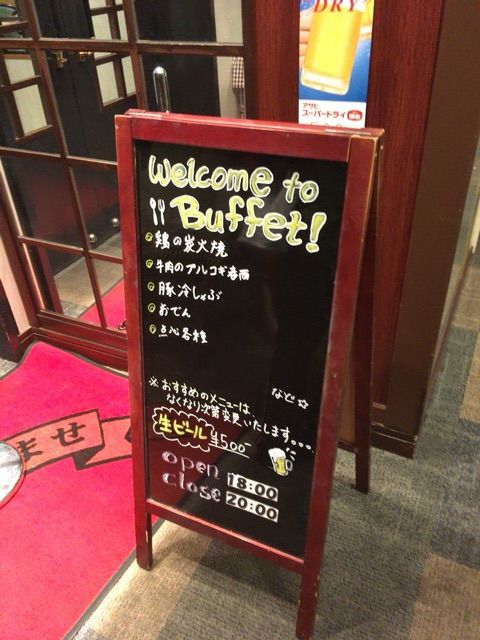 DRY
アサヒ
スーパードライ
Welcome to
Buffet!
鶏の炭火焼
牛肉のプルコギ春雨
豚冷しゃぶ
おでん
点心各種
など☆
※おすすめのメニューは、
なくなり次第変更いたします。。。
生ビール ¥500-
open 18:00
close 20:00
ませ